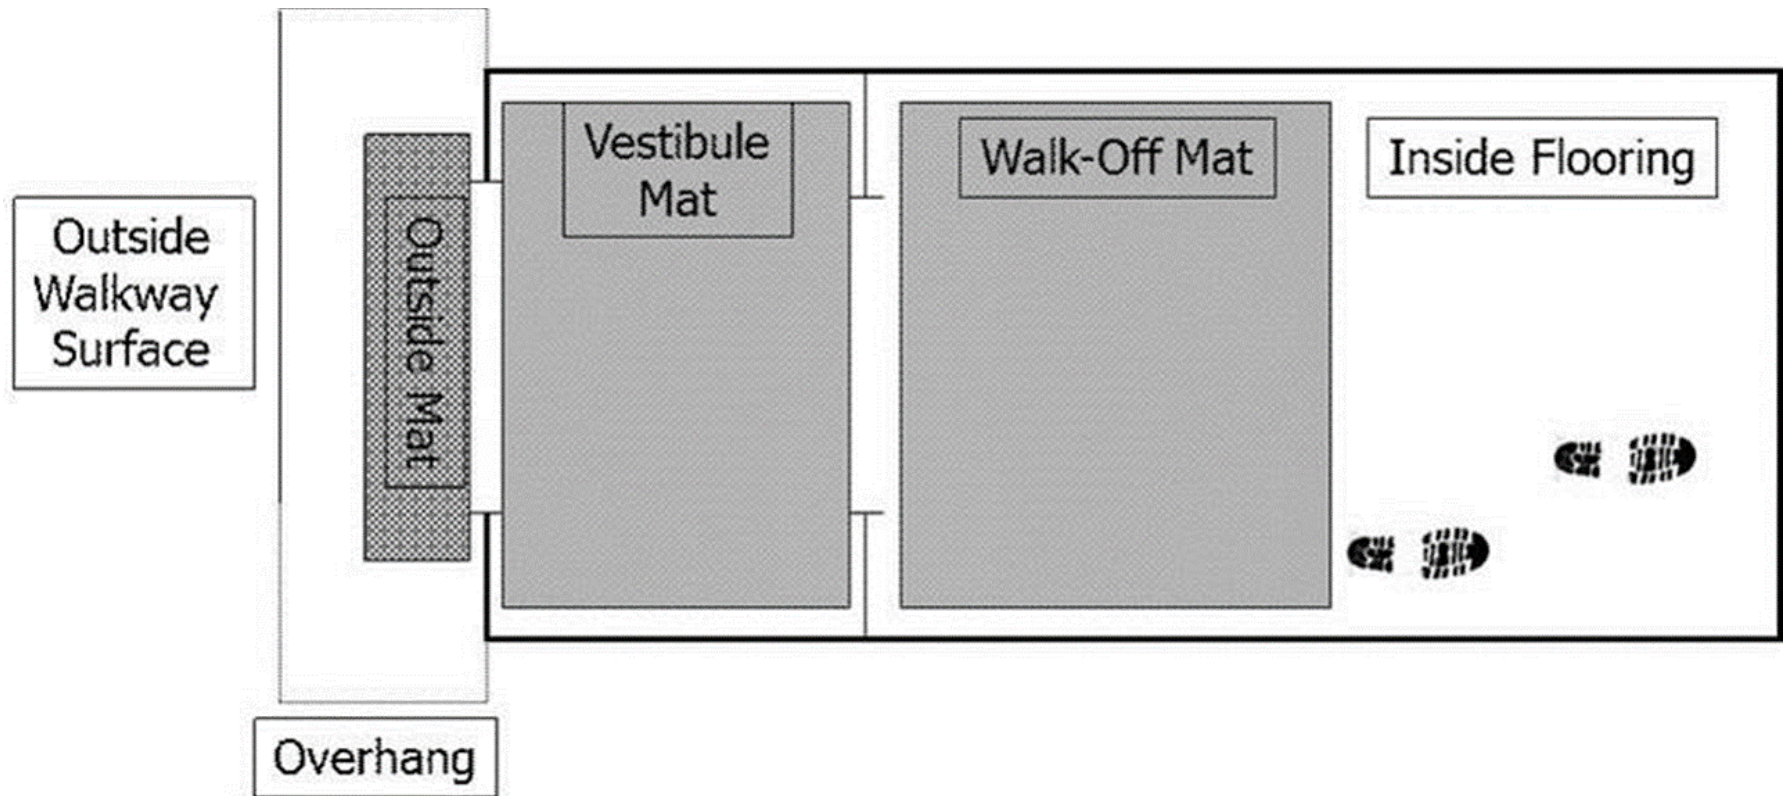 Outside
Walkway
Surface
Outside Mat
Vestibule
Mat
Walk-Off Mat
Inside Flooring
Overhang